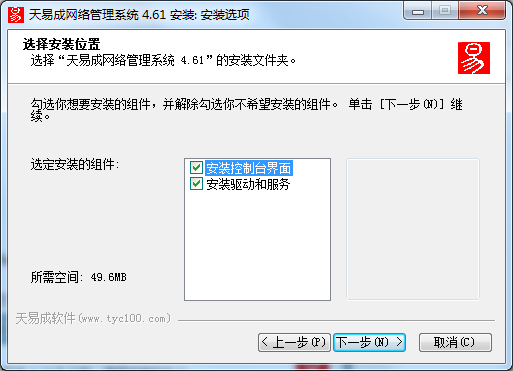 天易成网络管理系统 4.61 安装: 安装选项
选择安装位置
选择“天易成网络管理系统 4.61”的安装文件夹。
易
勾选你想要安装的组件，并解除勾选你不希望安装的组件。 单击 [下一步(N)] 继
续。
选定安装的组件:
安装控制台界面
安装驱动和服务
所需空间: 49.6MB
天易成软件(www.tyc100.com)
< 上一步(P)
下一步(N) >
取消(C)